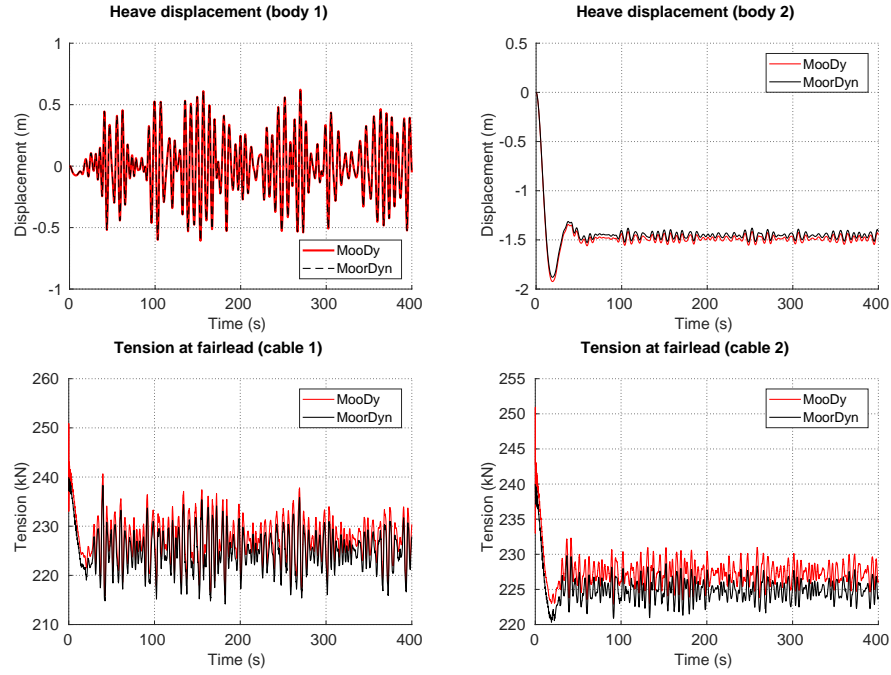 Heave displacement (body 1)
Displacement (m)
1
0.5
0
-0.5
-1
MooDy
MoorDyn
0 100 200 300 400
Time (s)
Heave displacement (body 2)
Displacement (m)
0.5
0
-0.5
-1
-1.5
-2
MooDy
MoorDyn
0 100 200 300 400
Time (s)
Tension at fairlead (cable 1)
Tension (kN)
260
250
240
230
220
210
MooDy
MoorDyn
0 100 200 300 400
Time (s)
Tension at fairlead (cable 2)
Tension (kN)
255
250
245
240
235
230
225
220
MooDy
MoorDyn
0 100 200 300 400
Time (s)